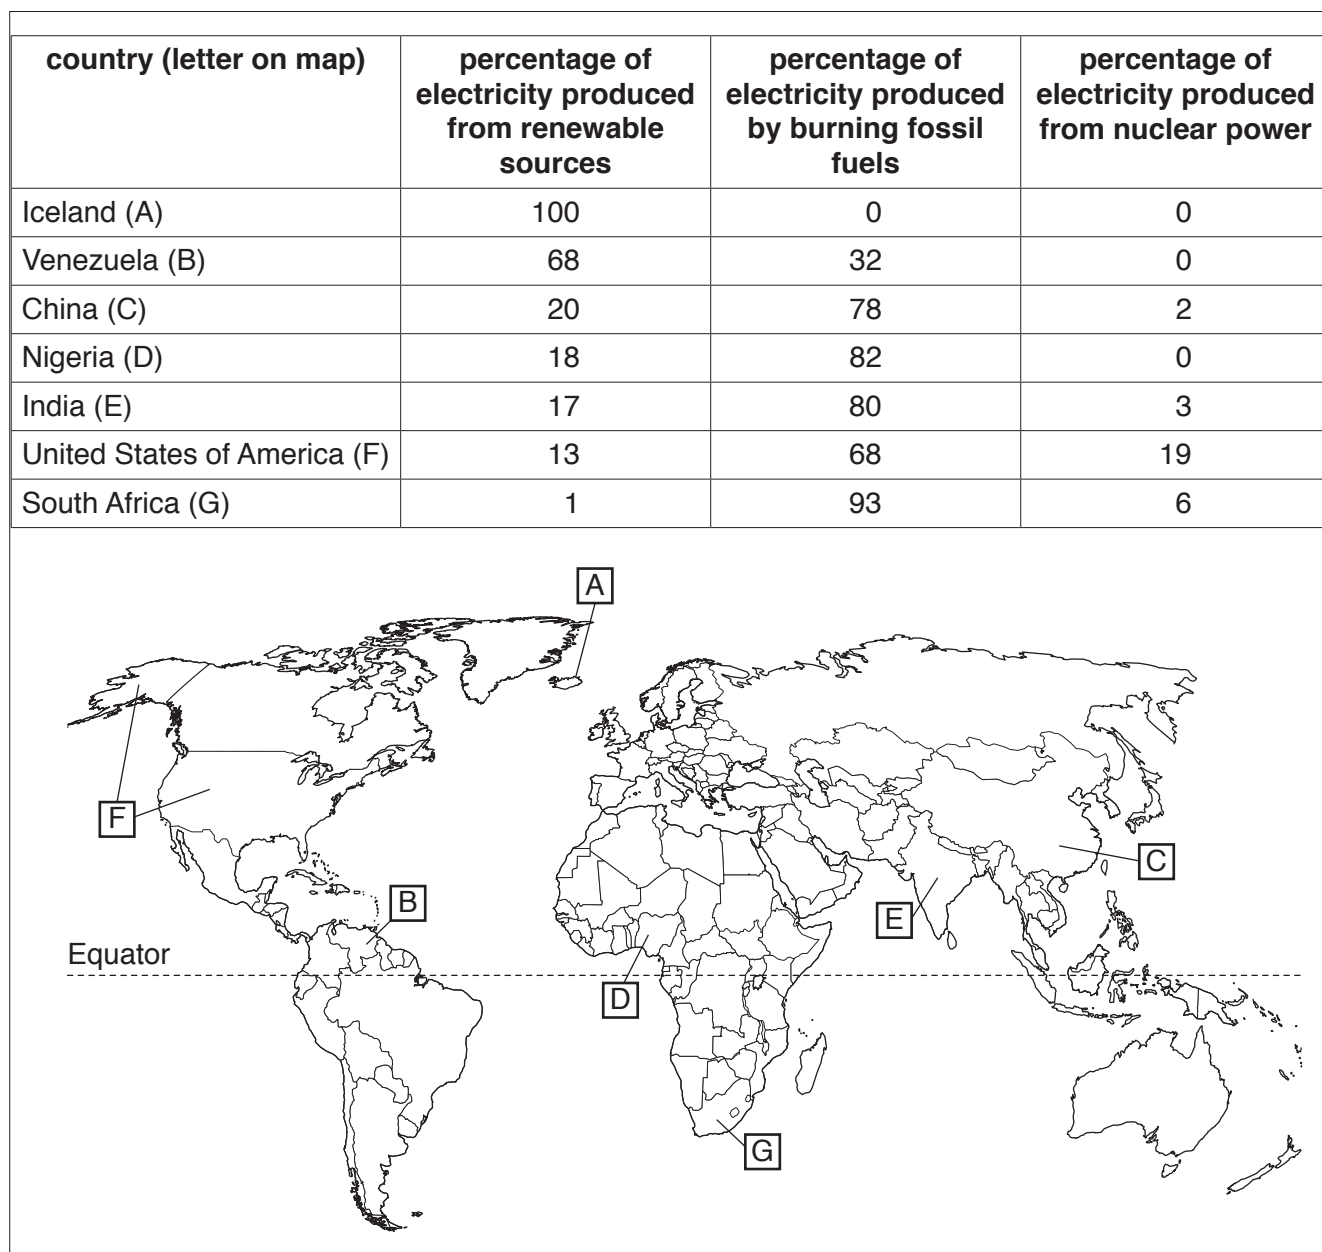 country (letter on map) percentage of electricity produced from renewable sources percentage of electricity produced by burning fossil fuels percentage of electricity produced from nuclear power
Iceland (A) 100 0 0
Venezuela (B) 68 32 0
China (C) 20 78 2
Nigeria (D) 18 82 0
India (E) 17 80 3
United States of America (F) 13 68 19
South Africa (G) 1 93 6
A
F
C
B
E
Equator
D
G